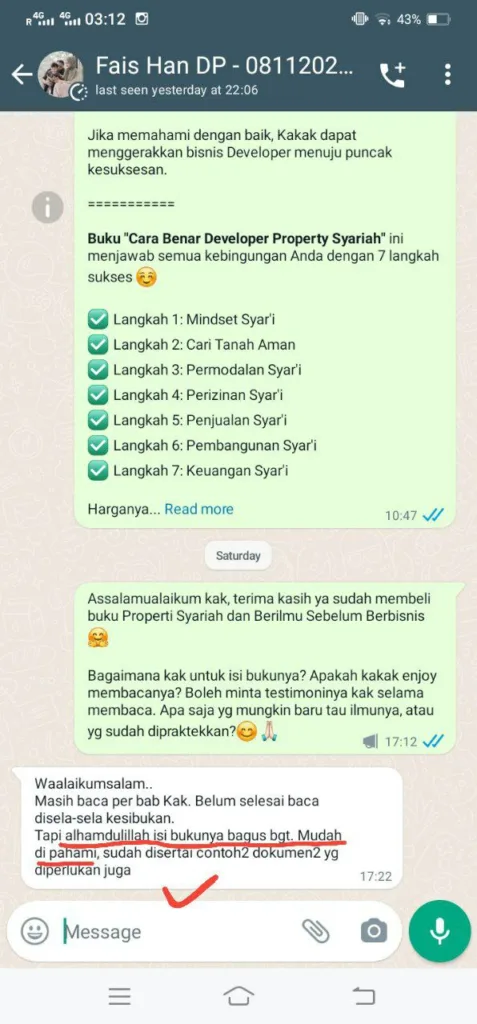 R 4G 4G 03:12 43%
Fais Han DP - 0811202...
last seen yesterday at 22:06
Jika memahami dengan baik, Kakak dapat
menggerakkan bisnis Developer menuju puncak
kesuksesan.
===========
Buku "Cara Benar Developer Property Syariah" ini
menjawab semua kebingungan Anda dengan 7 langkah
sukses 😊
✅ Langkah 1: Mindset Syar'i
✅ Langkah 2: Cari Tanah Aman
✅ Langkah 3: Permodalan Syar'i
✅ Langkah 4: Perizinan Syar'i
✅ Langkah 5: Penjualan Syar'i
✅ Langkah 6: Pembangunan Syar'i
✅ Langkah 7: Keuangan Syar'i
Harganya... Read more
10:47
Saturday
Assalamualaikum kak, terima kasih ya sudah membeli
buku Properti Syariah dan Berilmu Sebelum Berbisnis
🤗
Bagaimana kak untuk isi bukunya? Apakah kakak enjoy
membacanya? Boleh minta testimoninya kak selama
membaca. Apa saja yg mungkin baru tau ilmunya, atau
yg sudah dipraktekkan?😊🙏🏻
17:12
Waalaikumsalam..
Masih baca per bab Kak. Belum selesai baca
disela-sela kesibukan.
Tapi alhamdulillah isi bukunya bagus bgt. Mudah
di pahami, sudah disertai contoh2 dokumen2 yg
diperlukan juga
17:22
Message